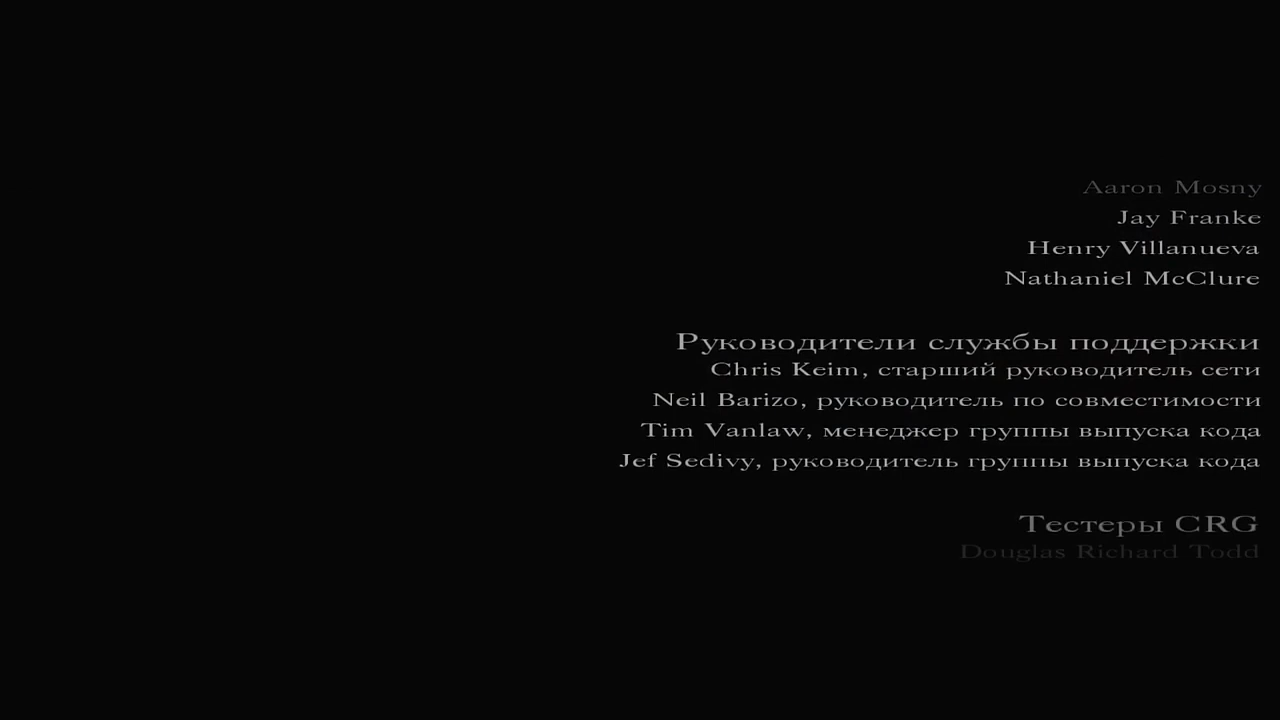 Aaron Mosny
Jay Franke
Henry Villanueva
Nathaniel McClure
Руководители службы поддержки
Chris Keim, старший руководитель сети
Neil Barizo, руководитель по совместимости
Tim Vanlaw, менеджер группы выпуска кода
Jef Sedivy, руководитель группы выпуска кода
Тестеры CRG
Douglas Richard Todd